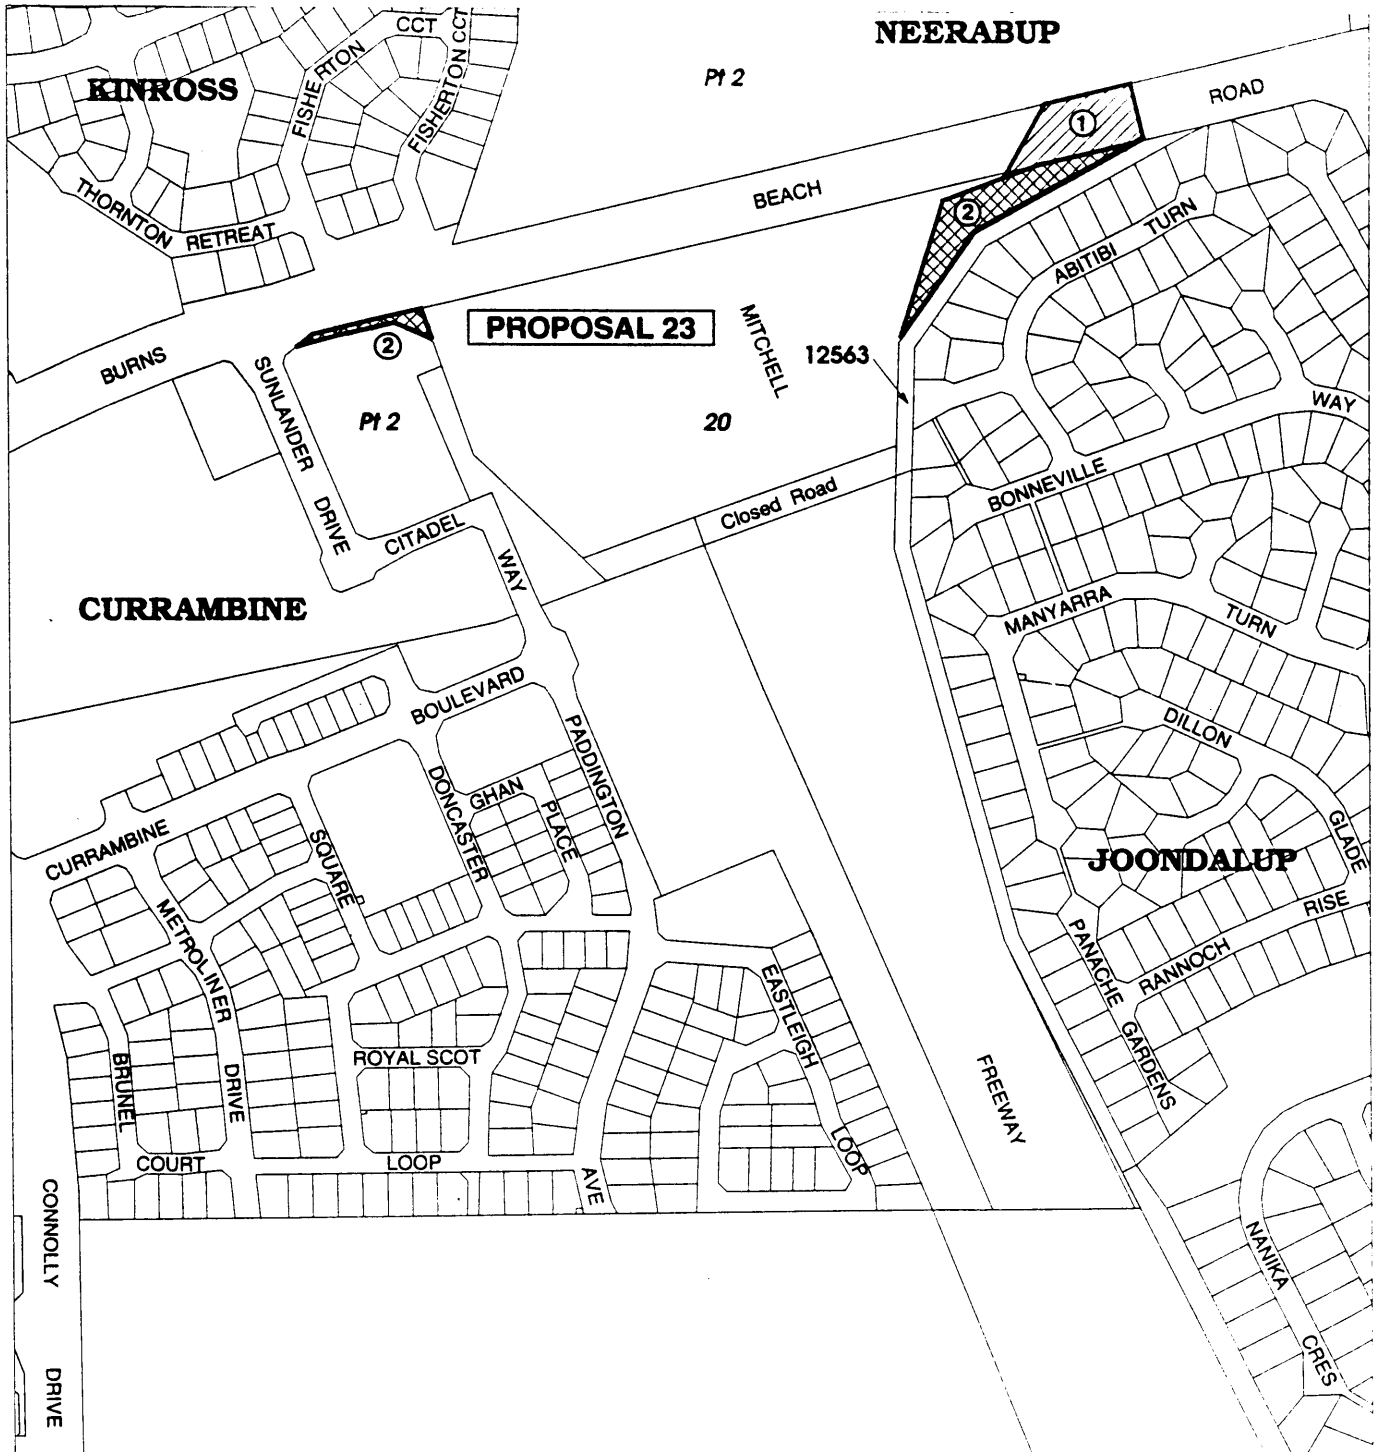 NEERABUP
CCT
FISHERTON
FISHERTON CCT
Pt 2
KINROSS
ROAD
1
THORNTON RETREAT
BEACH
2
ABITIBI TURN
PROPOSAL 23
MITCHELL
2
12563
BURNS
SUNLANDER DRIVE
Pt 2
20
WAY
BONNEVILLE
Closed Road
CITADEL
WAY
CURRAMBINE
MANYARRA
TURN
BOULEVARD
PADDINGTON
DILLON
GLADE
DONCASTER
GHAN
PLACE
CURRAMBINE
SQUARE
JOONDALUP
METROLINER
DRIVE
RISE
RANNOCH
PANACHE
GARDENS
EASTLEIGH
LOOP
ROYAL SCOT
BRUNEL
FREEWAY
COURT
LOOP
AVE
CONNOLLY
DRIVE
NANIKA
CRES